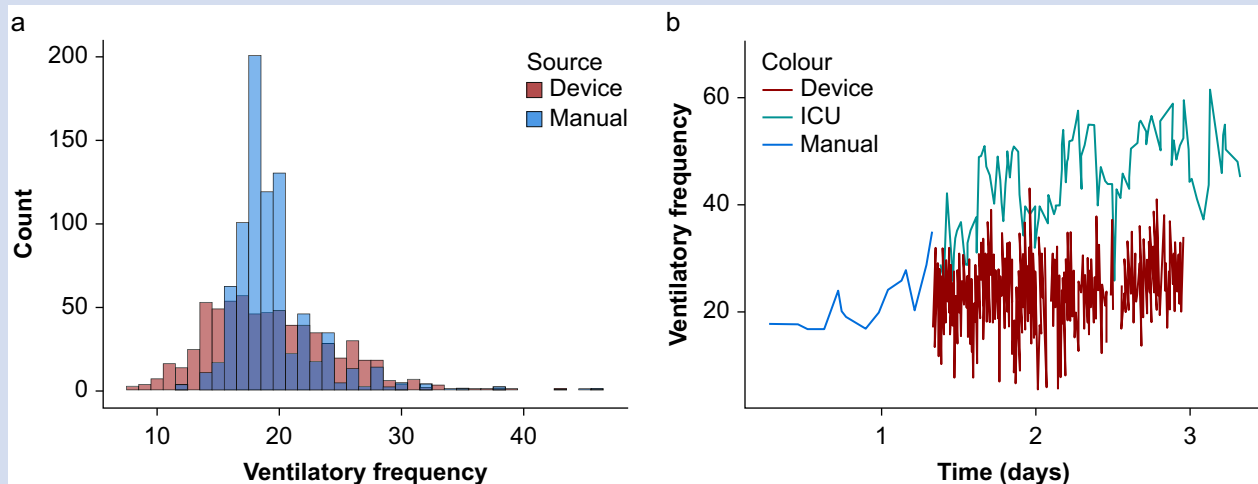 a
200
150
100
50
0
Count
10 20 30 40
Ventilatory frequency
Source
Device
Manual
b
60
40
20
Ventilatory frequency
1 2 3
Time (days)
Colour
Device
ICU
Manual